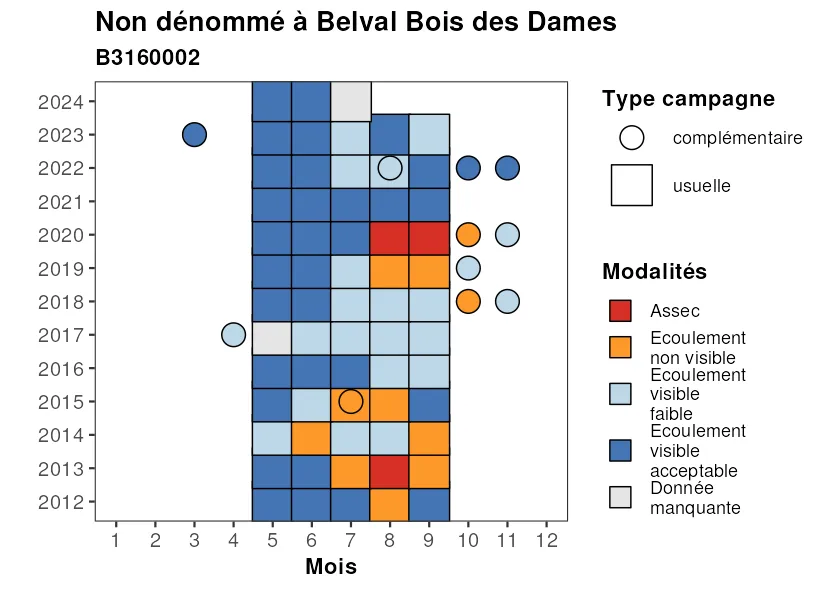 Non dénommé à Belval Bois des Dames
B3160002
2024
2023
2022
2021
2020
2019
2018
2017
2016
2015
2014
2013
2012
1 2 3 4 5 6 7 8 9 10 11 12
Mois
Type campagne
complémentaire
usuelle
Modalités
Assec
Ecoulement
non visible
Ecoulement
visible
faible
Ecoulement
visible
acceptable
Donnée
manquante